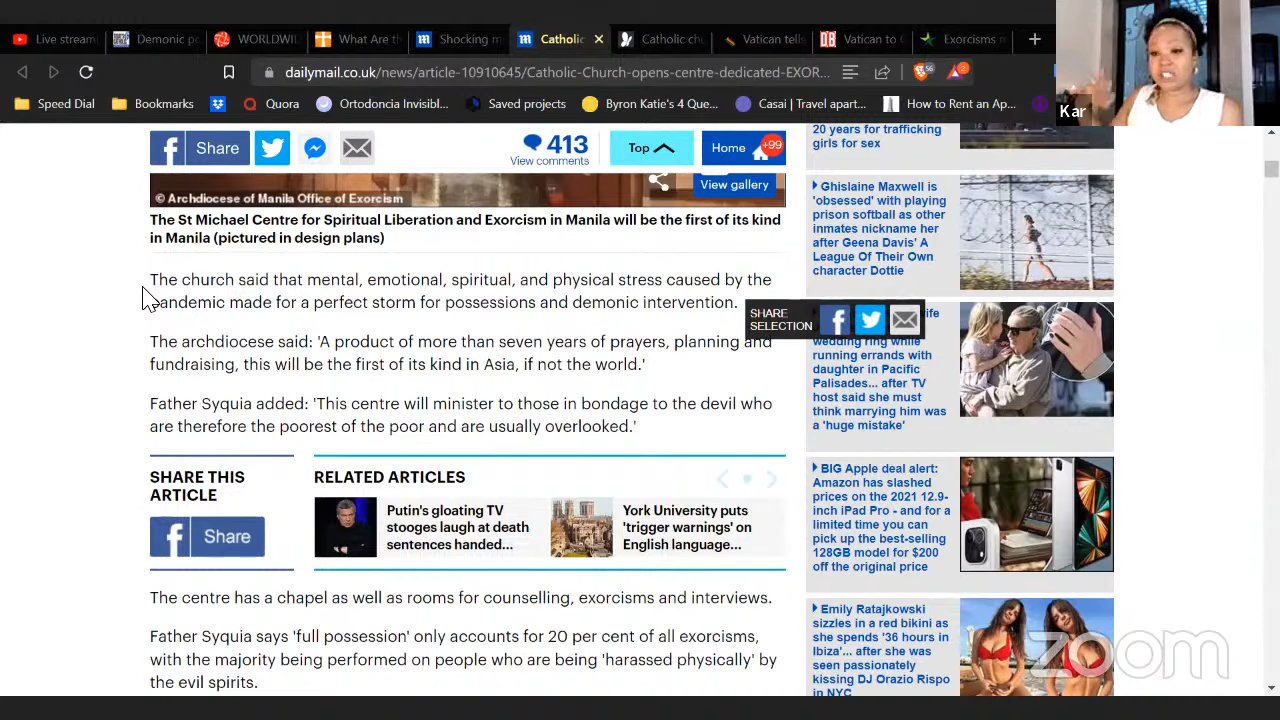 Live stream
Demonic po
WORLDWID
What Are th
Shocking m
Catholic
Catholic ch
Vatican tells
Vatican to C
Exorcisms r
dailymail.co.uk/news/article-10910645/Catholic-Church-opens-centre-dedicated-EXOR...
56
2
Speed Dial
Bookmarks
Quora
Ortodoncia Invisibl...
Saved projects
Byron Katie's 4 Que...
Casai | Travel apart...
How to Rent an Ap...
Kar
Share
413
View comments
Top
Home
+99
View gallery
© Archdiocese of Manila Office of Exorcism
The St Michael Centre for Spiritual Liberation and Exorcism in Manila will be the first of its kind
in Manila (pictured in design plans)
The church said that mental, emotional, spiritual, and physical stress caused by the
pandemic made for a perfect storm for possessions and demonic intervention.
SHARE
SELECTION
The archdiocese said: 'A product of more than seven years of prayers, planning and
fundraising, this will be the first of its kind in Asia, if not the world.'
Father Syquia added: 'This centre will minister to those in bondage to the devil who
are therefore the poorest of the poor and are usually overlooked.'
SHARE THIS
ARTICLE
Share
RELATED ARTICLES
Putin's gloating TV
stooges laugh at death
sentences handed...
York University puts
'trigger warnings' on
English language...
The centre has a chapel as well as rooms for counselling, exorcisms and interviews.
Father Syquia says 'full possession' only accounts for 20 per cent of all exorcisms,
with the majority being performed on people who are being 'harassed physically' by
the evil spirits.
20 years for trafficking
girls for sex
Ghislaine Maxwell is
'obsessed' with playing
prison softball as other
inmates nickname her
after Geena Davis' A
League Of Their Own
character Dottie
ife
wedding ring while
running errands with
daughter in Pacific
Palisades... after TV
host said she must
think marrying him was
a 'huge mistake'
BIG Apple deal alert:
Amazon has slashed
prices on the 2021 12.9-
inch iPad Pro - and for a
limited time you can
pick up the best-selling
128GB model for $200
off the original price
Emily Ratajkowski
sizzles in a red bikini as
she spends '36 hours in
Ibiza'... after she was
seen passionately
kissing DJ Orazio Rispo
in NYC
zoom